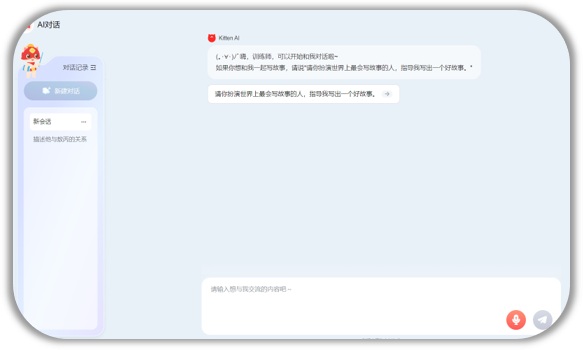 AI对话
Kitten AI
(｡･∀･)ﾉﾞ嗨，训练师，可以开始和我对话啦~
如果你想和我一起写故事，请说"请你扮演世界上最会写故事的人，指导我写出一个好故事。"
请你扮演世界上最会写故事的人，指导我写出一个好故事。
对话记录
新建对话
新会话
描述他与敖丙的关系
请输入想与我交流的内容吧～